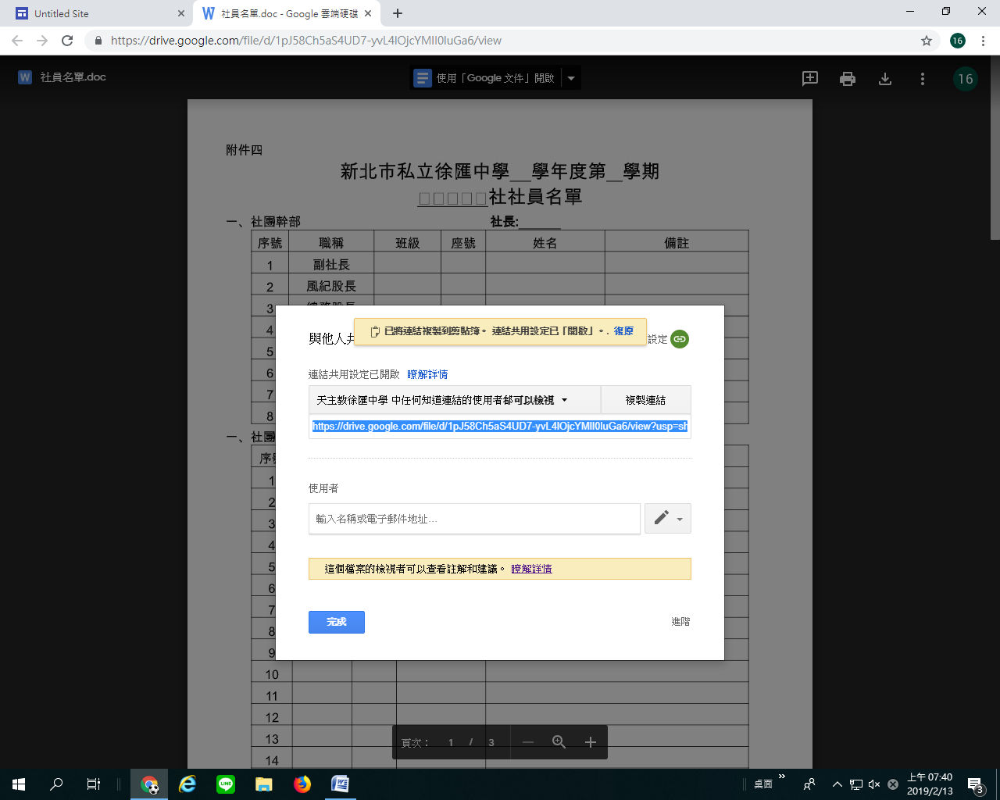 Untitled Site
社員名單.doc - Google 雲端硬碟
https://drive.google.com/file/d/1pJ58Ch5aS4UD7-yvL4IOjcYMII0IuGa6/view
16
社員名單.doc
使用「Google 文件」開啟
16
附件四
新北市私立徐匯中學__學年度第_學期
□□□□□社社員名單
一、社團幹部
社長:
序號 職稱 班級 座號 姓名 備註
1 副社長
2 風紀股長
3 總務股長
4
5
6
7
8
與他人共
已將連結複製到剪貼簿。 連結共用設定已「開啟」。. 復原
設定
連結共用設定已開啟 瞭解詳情
天主教徐匯中學 中任何知道連結的使用者都可以檢視
複製連結
https://drive.google.com/file/d/1pJ58Ch5aS4UD7-yvL4IOjcYMII0IuGa6/view?usp=sh
使用者
輸入名稱或電子郵件地址...
這個檔案的檢視者可以查看註解和建議。 瞭解詳情
完成
進階
一、社團
序號
1
2
3
4
5
6
7
8
9
10
11
12
13
14
頁次： 1 / 3
LINE
桌面
上午 07:40
2019/2/13
3